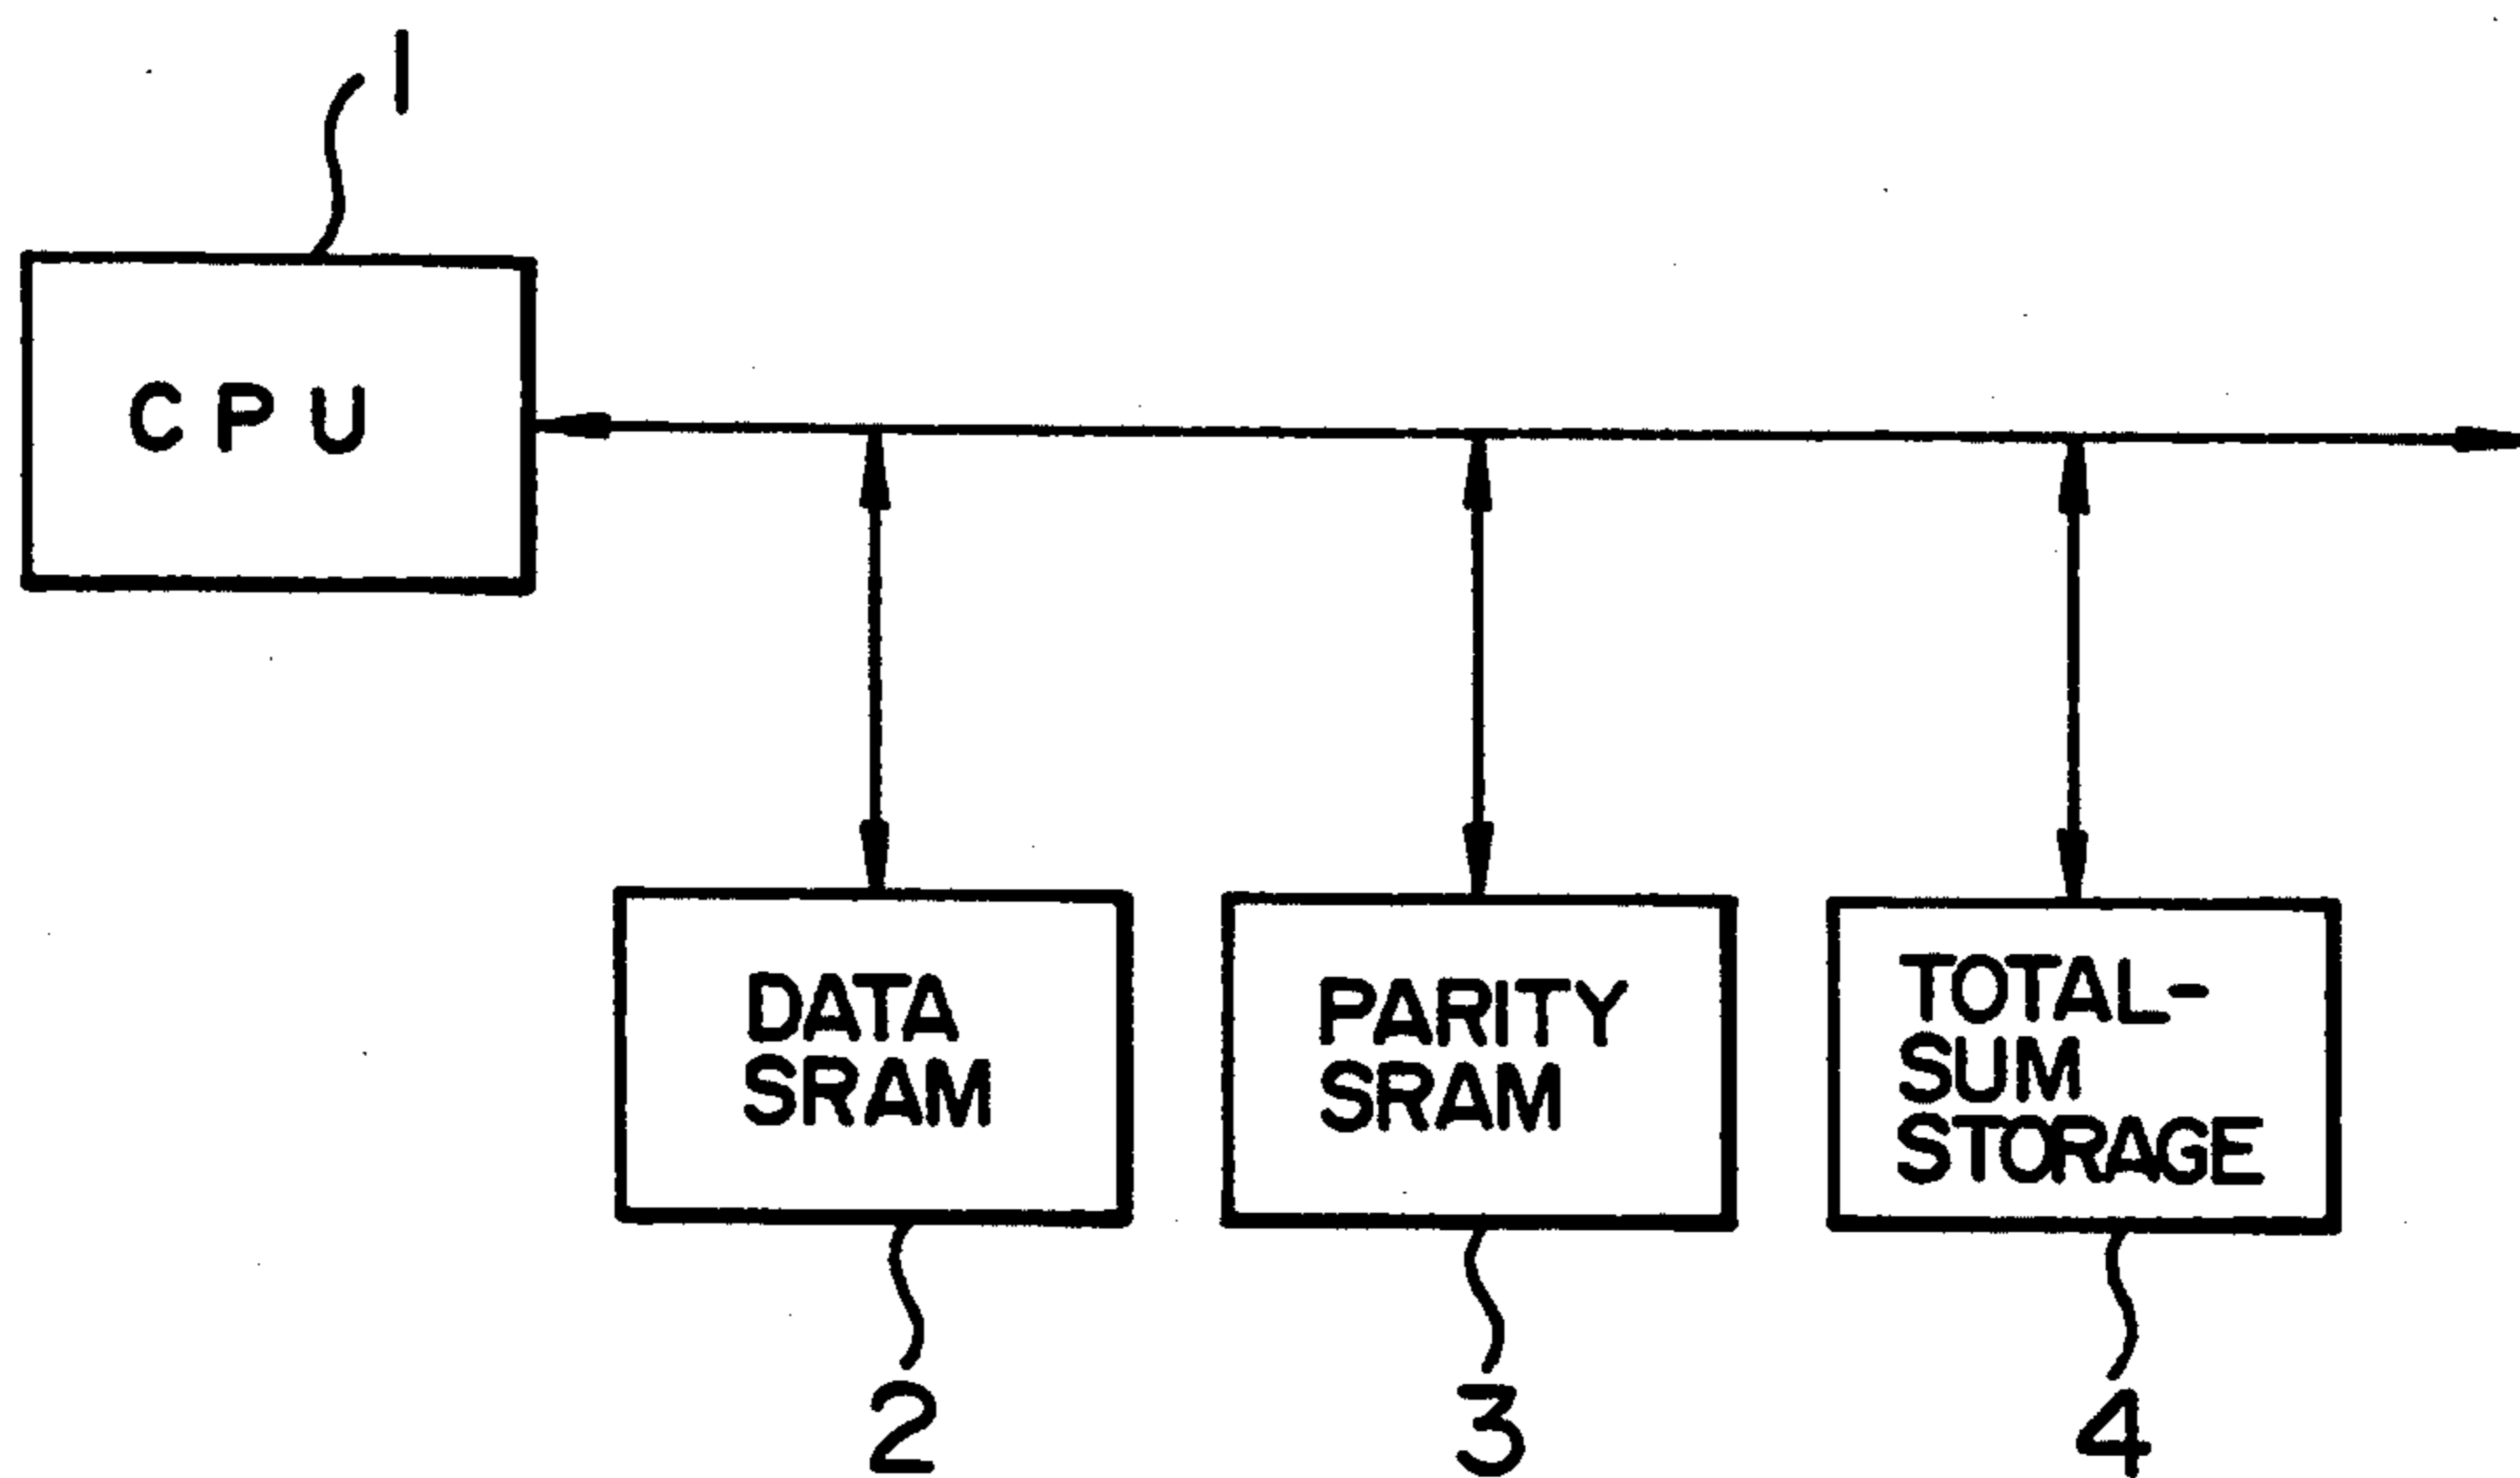 1
CPU
DATA
SRAM
PARITY
SRAM
TOTAL-
SUM
STORAGE
2
3
4